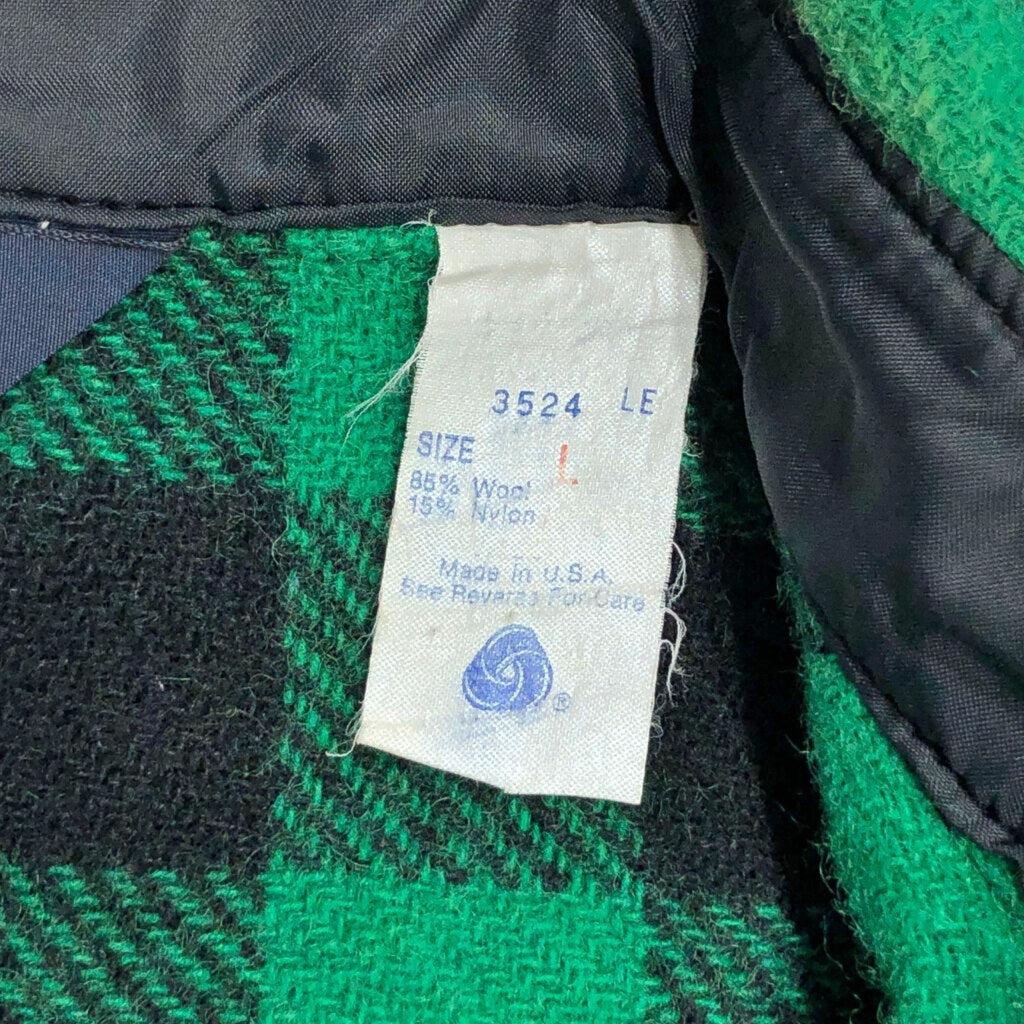 3524 LE
SIZE L
85% Wool
15% Nylon
Made in U.S.A.
See Reverse For Care
®